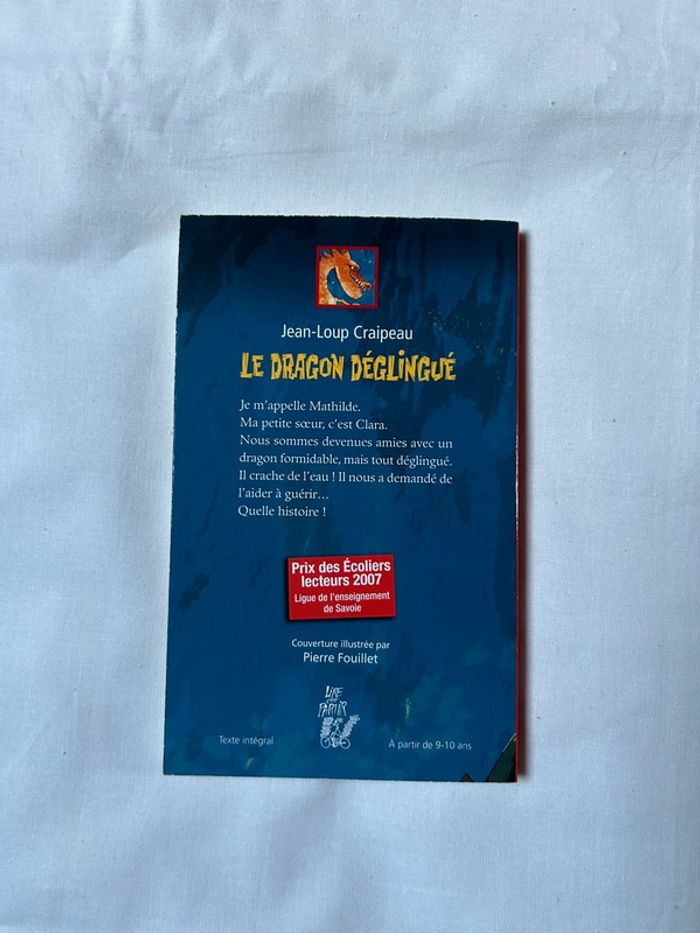 Jean-Loup Craipeau
LE DRAGON DÉGLINGUÉ
Je m'appelle Mathilde.
Ma petite sœur, c'est Clara.
Nous sommes devenues amies avec un
dragon formidable, mais tout déglingué.
Il crache de l'eau ! Il nous a demandé de
l'aider à guérir…
Quelle histoire !
Prix des Écoliers
lecteurs 2007
Ligue de l'enseignement
de Savoie
Couverture illustrée par
Pierre Fouillet
LIRE
PARTIR
Texte intégral
À partir de 9-10 ans